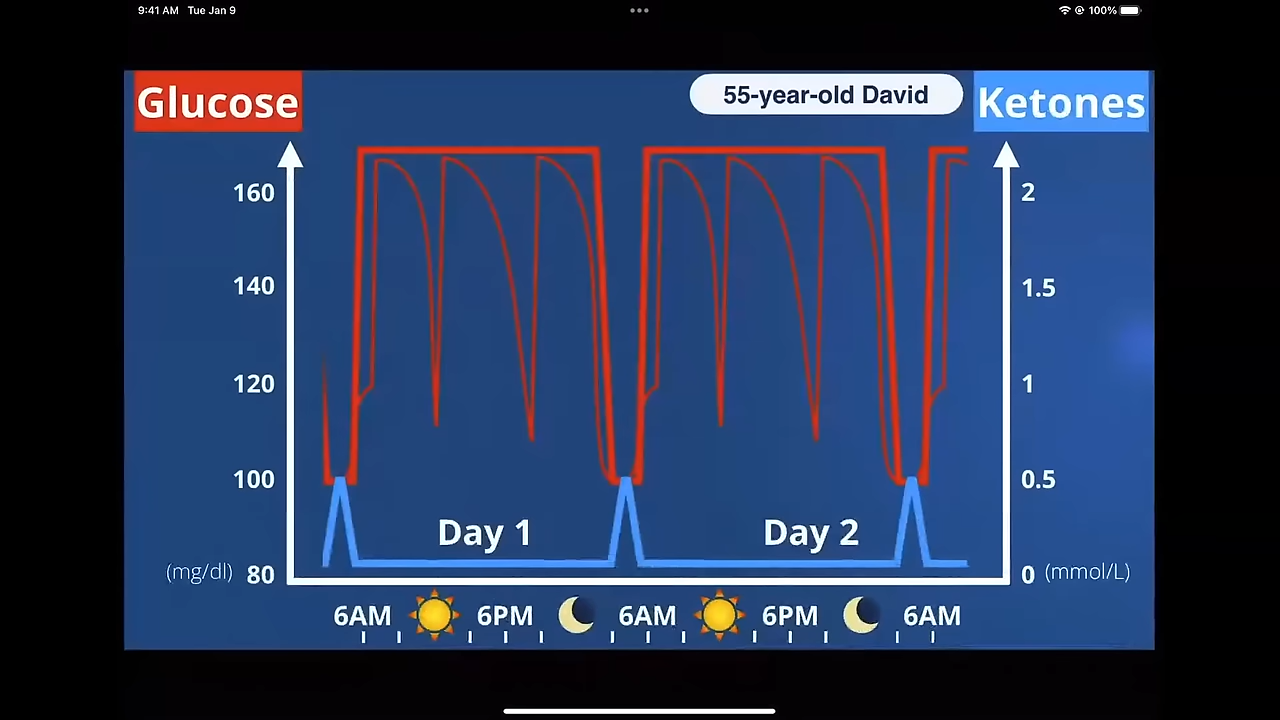 9:41 AM Tue Jan 9
100%
Glucose
55-year-old David
Ketones
160
2
140
1.5
120
1
100
0.5
Day 1
Day 2
(mg/dl) 80
0 (mmol/L)
6AM 6PM 6AM 6PM 6AM